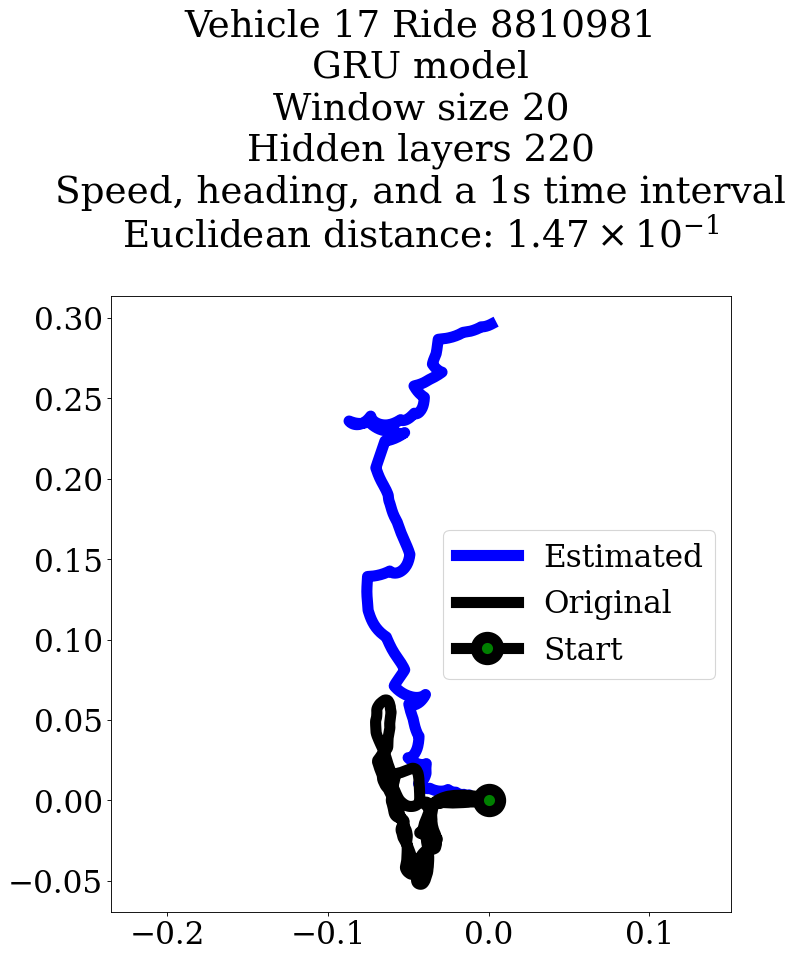 Vehicle 17 Ride 8810981
GRU model
Window size 20
Hidden layers 220
Speed, heading, and a 1s time interval
Euclidean distance: 1.47 × 10⁻¹
0.30
0.25
0.20
0.15
0.10
0.05
0.00
−0.05
Estimated
Original
Start
−0.2
−0.1
0.0
0.1